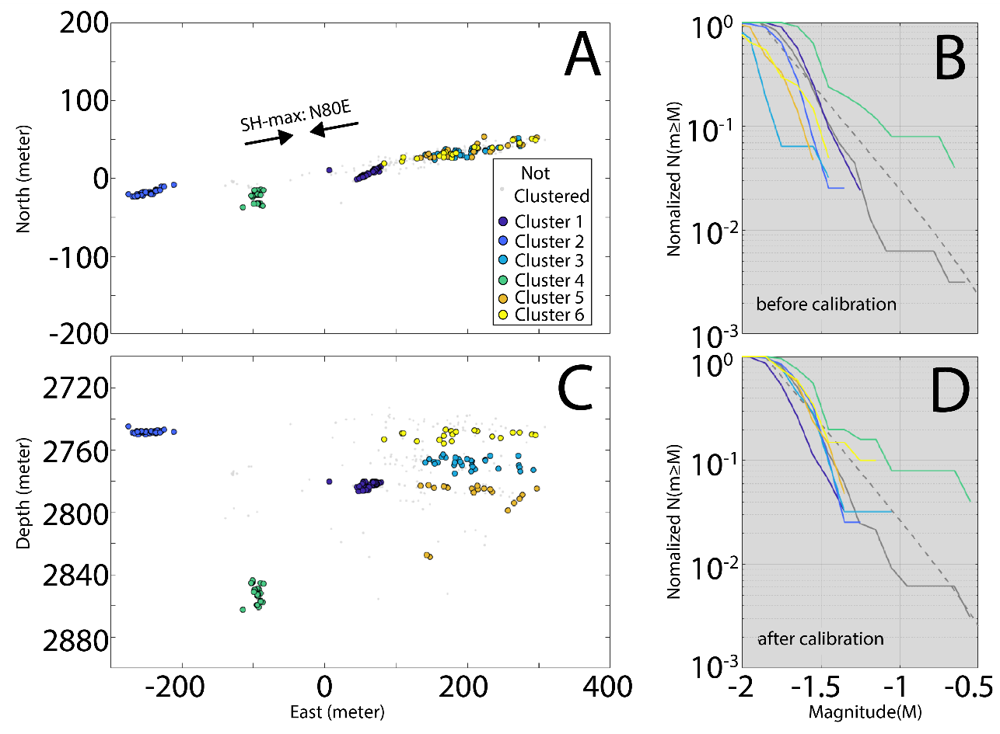 200
100
0
-100
-200
North (meter)
A
SH-max: N80E
Not
Clustered
Cluster 1
Cluster 2
Cluster 3
Cluster 4
Cluster 5
Cluster 6
10^0
10^-1
10^-2
10^-3
Nomalized N(m≥M)
B
before calibration
2720
2760
2800
2840
2880
Depth (meter)
C
-200
0
200
400
East (meter)
10^0
10^-1
10^-2
10^-3
Nomalized N(m≥M)
D
after calibration
-2
-1.5
-1
-0.5
Magnitude(M)